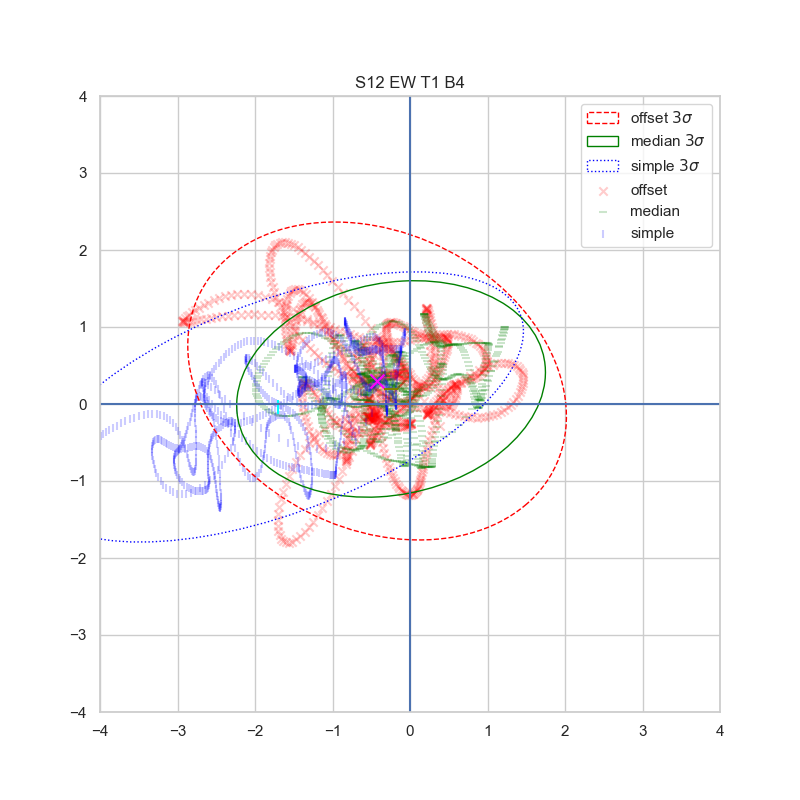 S12 EW T1 B4
offset 3σ
median 3σ
simple 3σ
offset
median
simple
4
3
2
1
0
−1
−2
−3
−4
−4 −3 −2 −1 0 1 2 3 4